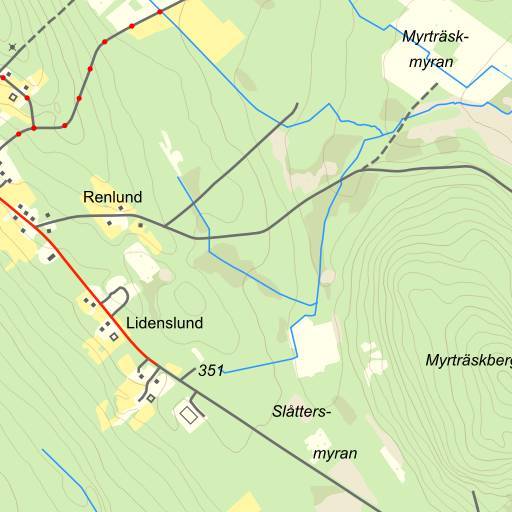 Myrträsk-
myran
Renlund
Lidenslund
351
Myrträskberg
Slåtters-
myran